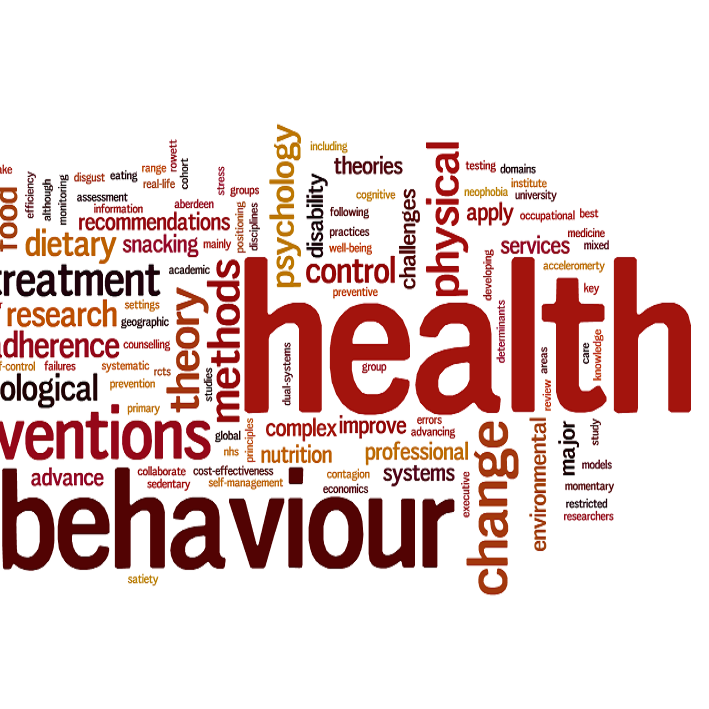 including
psychology
theories
physical
testing
domains
institute
university
neophobia
rowett
range
real-life
cohort
stress
eating
disgust
ake
efficiency
although
monitoring
food
assessment
information
aberdeen
groups
positioning
disciplines
disability
cognitive
following
practices
well-being
challenges
apply
occupational
best
medicine
mixed
recommendations
dietary
snacking
mainly
services
control
preventive
developing
acceleromerty
treatment
academic
methods
health
key
research
settings
geographic
theory
adherence
counselling
f-control
failures
systematic
rcts
studies
dual-systems
group
determinants
areas
review
care
knowledge
ological
prevention
primary
ventions
global
nhs
principles
complex
improve
errors
advancing
nutrition
professional
change
environmental
major
study
models
advance
collaborate
sedentary
cost-effectiveness
self-management
contagion
economics
systems
executive
momentary
restricted
researchers
behaviour
satiety